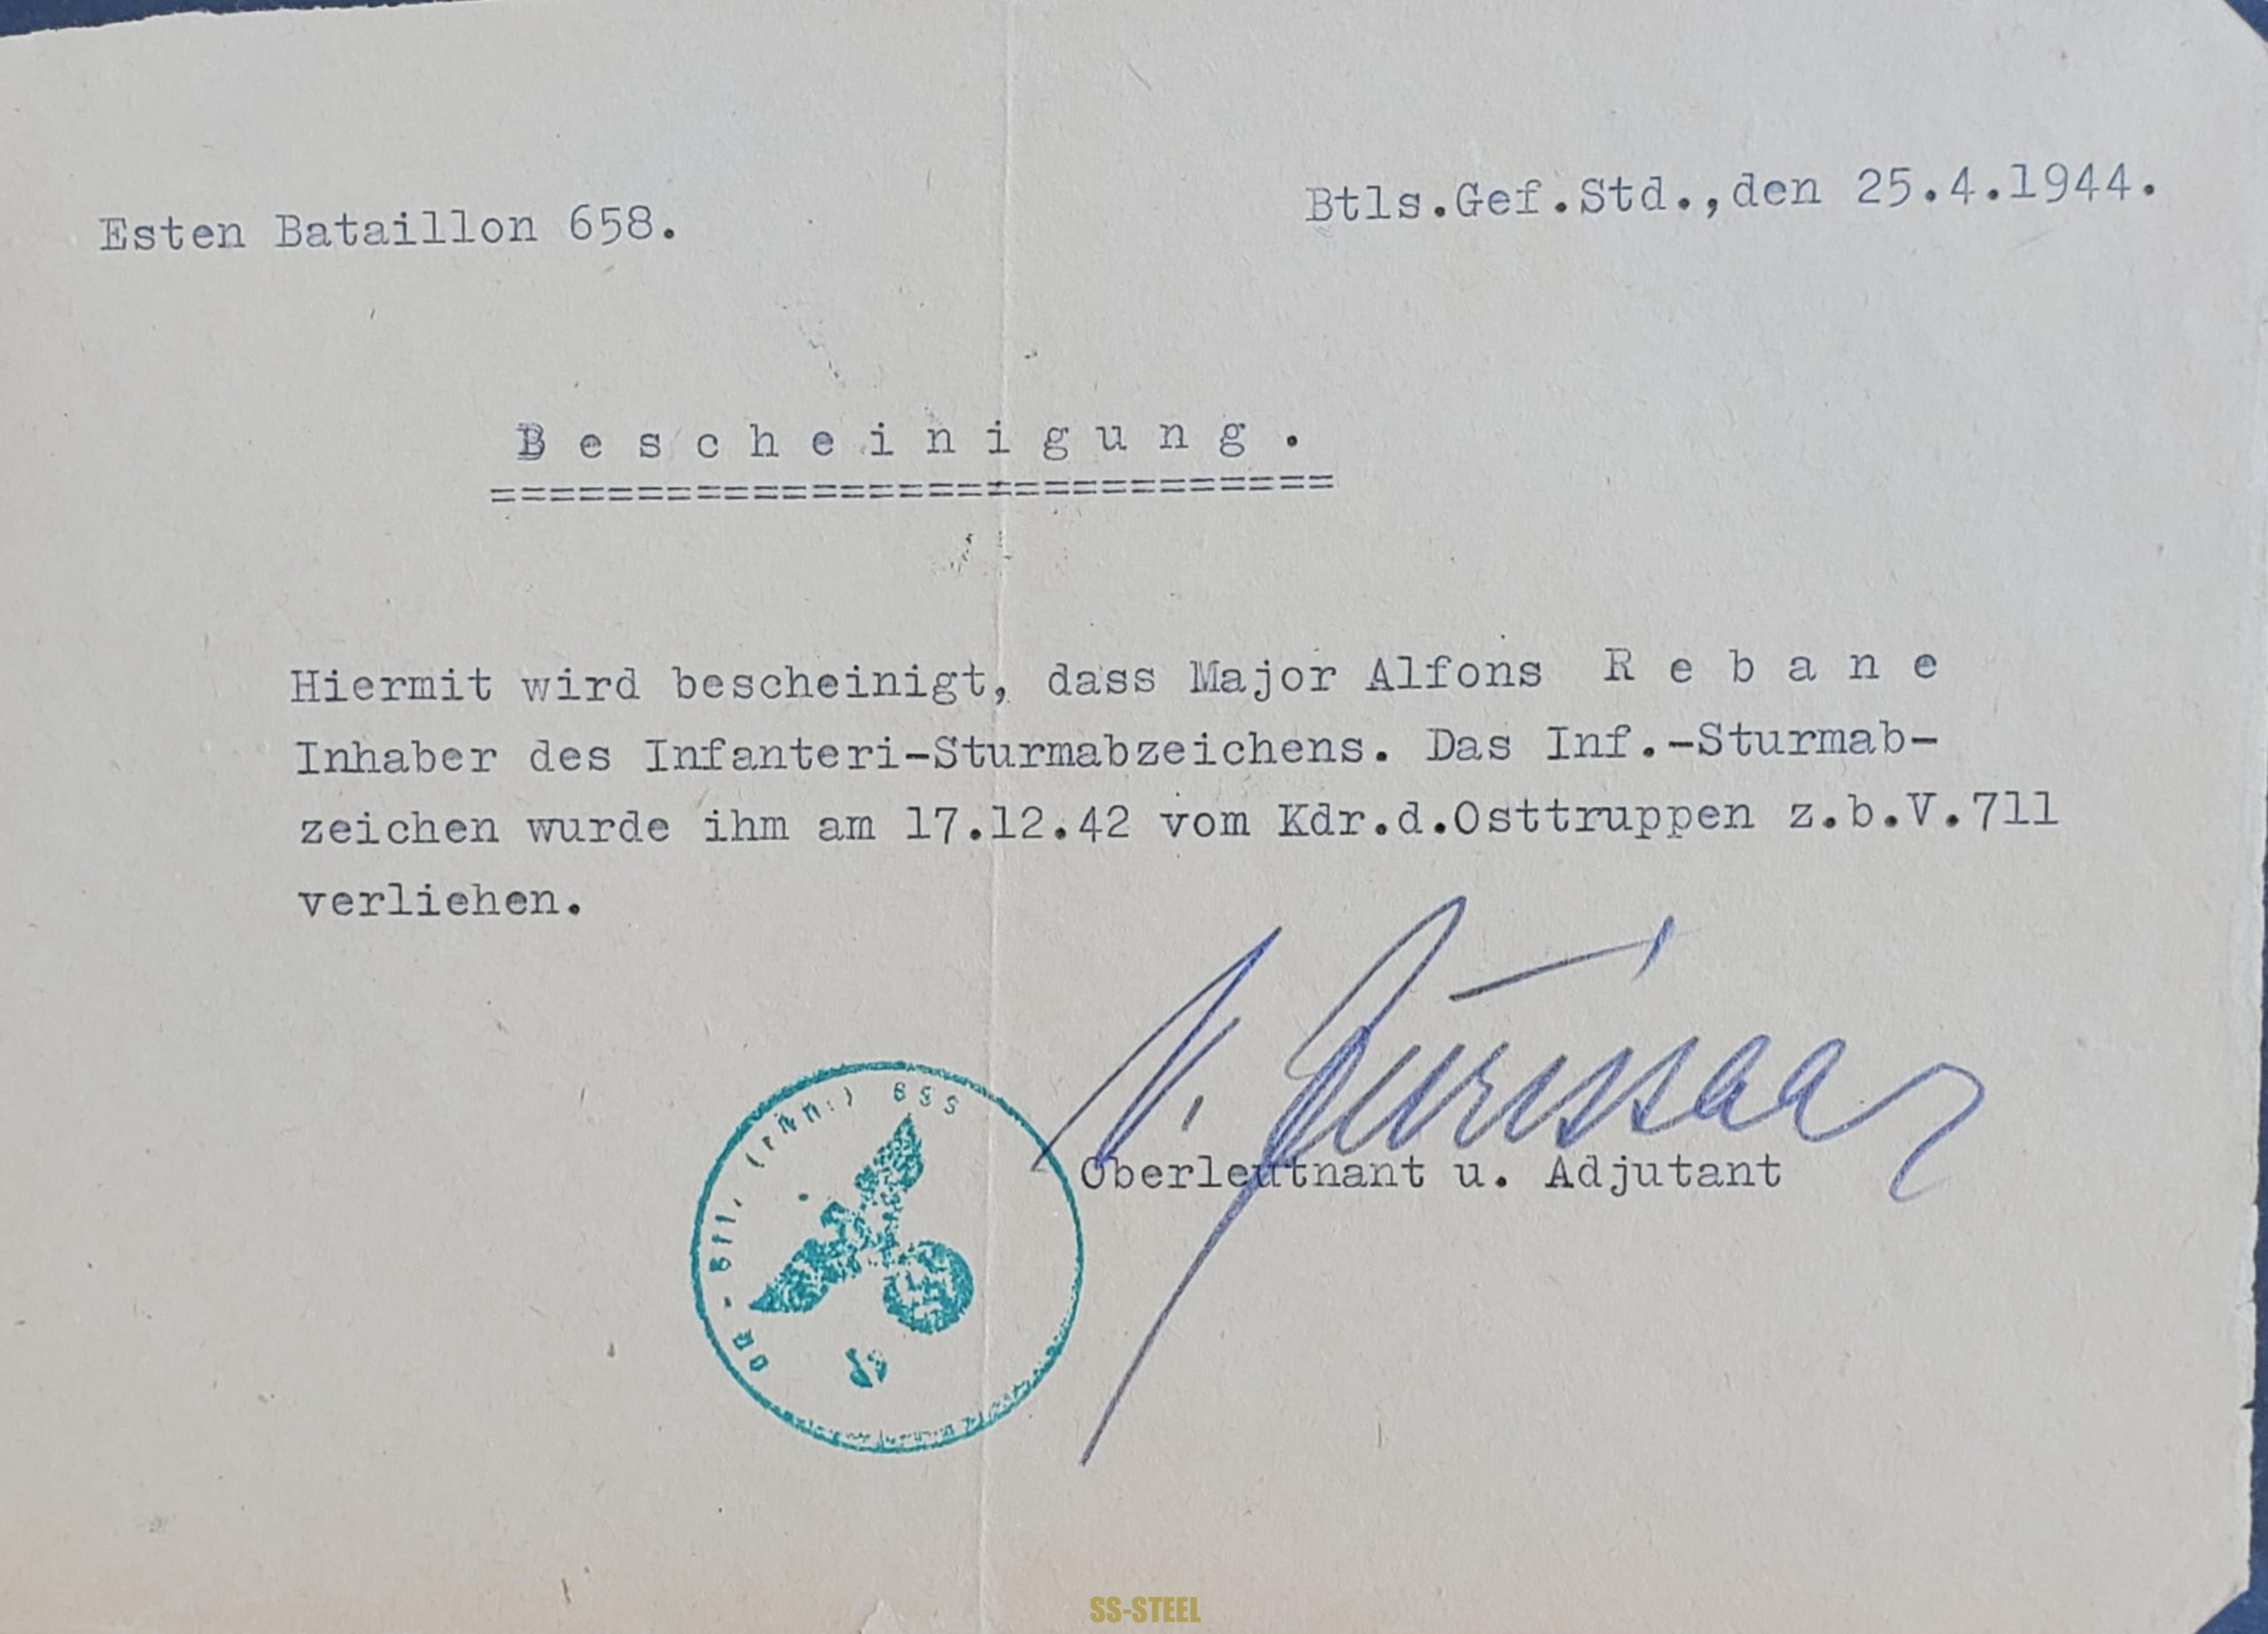 Esten Bataillon 658.
Btls.Gef.Std.,den 25.4.1944.
B e s c h e i n i g u n g .
=============================
Hiermit wird bescheinigt, dass Major Alfons R e b a n e
Inhaber des Infanteri-Sturmabzeichens. Das Inf.-Sturmab-
zeichen wurde ihm am 17.12.42 vom Kdr.d.Osttruppen z.b.V.711
verliehen.
Oberleutnant u. Adjutant
SS-STEEL